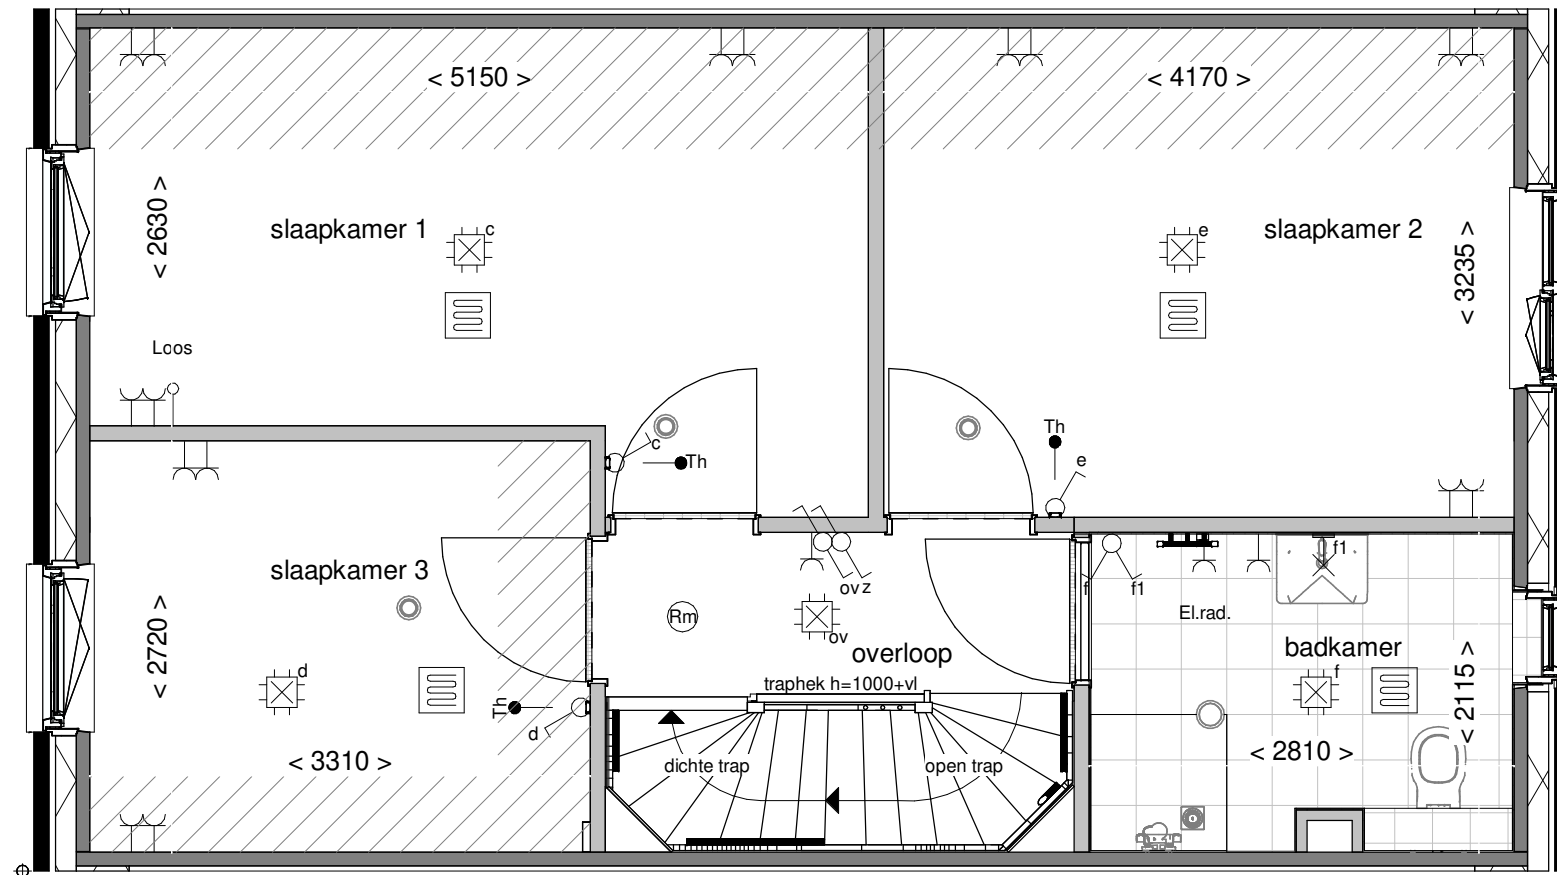 < 5150 >
< 4170 >
< 2630 >
slaapkamer 1
c
e
slaapkamer 2
< 3235 >
Loos
c
Th
Th
e
slaapkamer 3
ov z
f
f1
f1
Rm
ov
El.rad.
overloop
badkamer
< 2720 >
d
traphek h=1000+vl
f
< 2115 >
Th
d
< 3310 >
dichte trap
open trap
< 2810 >